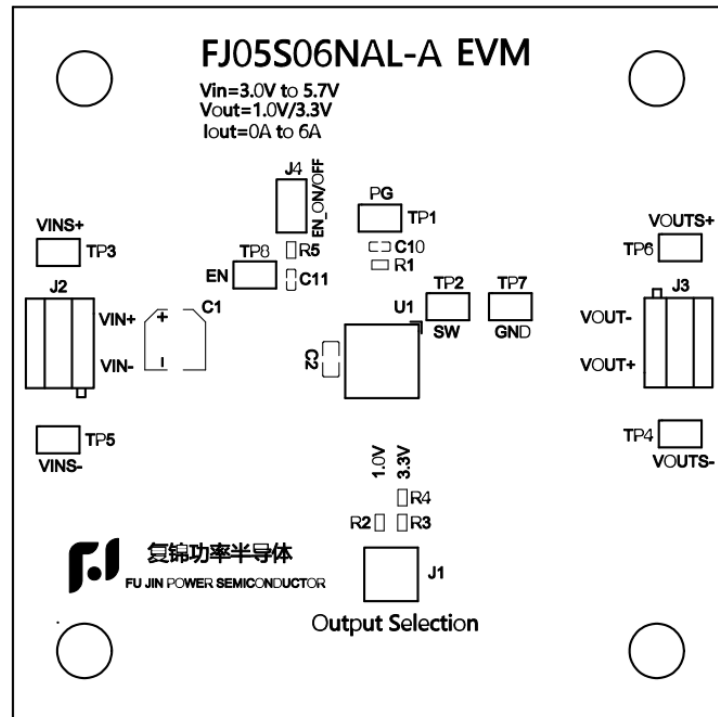 FJ05S06NAL-A EVM
Vin=3.0V to 5.7V
Vout=1.0V/3.3V
Iout=0A to 6A
J4
EN_ON/OFF
PG
TP1
VINS+
TP3
VOUTS+
TP6
TP8
EN
R5
C11
C10
R1
J2
VIN+
VIN-
C1
+
-
TP2
SW
TP7
GND
U1
C2
J3
VOUT-
VOUT+
TP5
VINS-
TP4
VOUTS-
1.0V
3.3V
R4
R2
R3
J1
Output Selection
复锦功率半导体
FU JIN POWER SEMICONDUCTOR